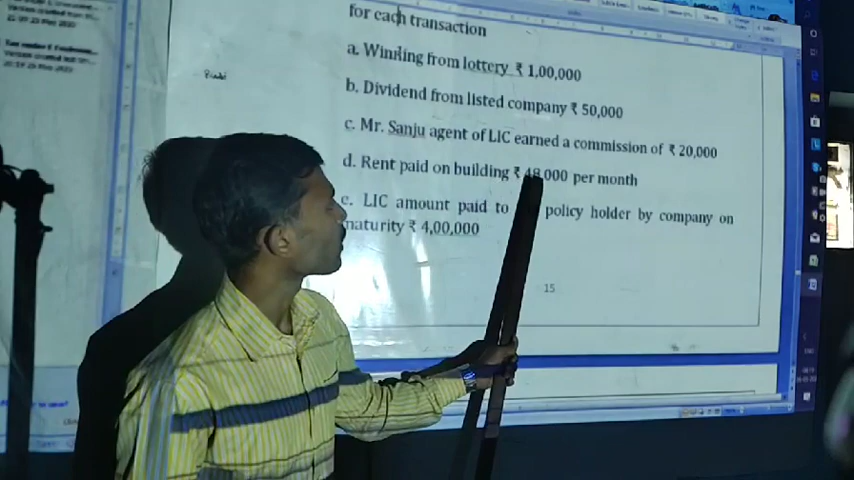 for each transaction
a. Winning from lottery ₹ 1,00,000
b. Dividend from listed company ₹ 50,000
c. Mr. Sanju agent of LIC earned a commission of ₹ 20,000
d. Rent paid on building ₹ 48,000 per month
LIC amount paid to policy holder by company on
maturity ₹ 4,00,000
15